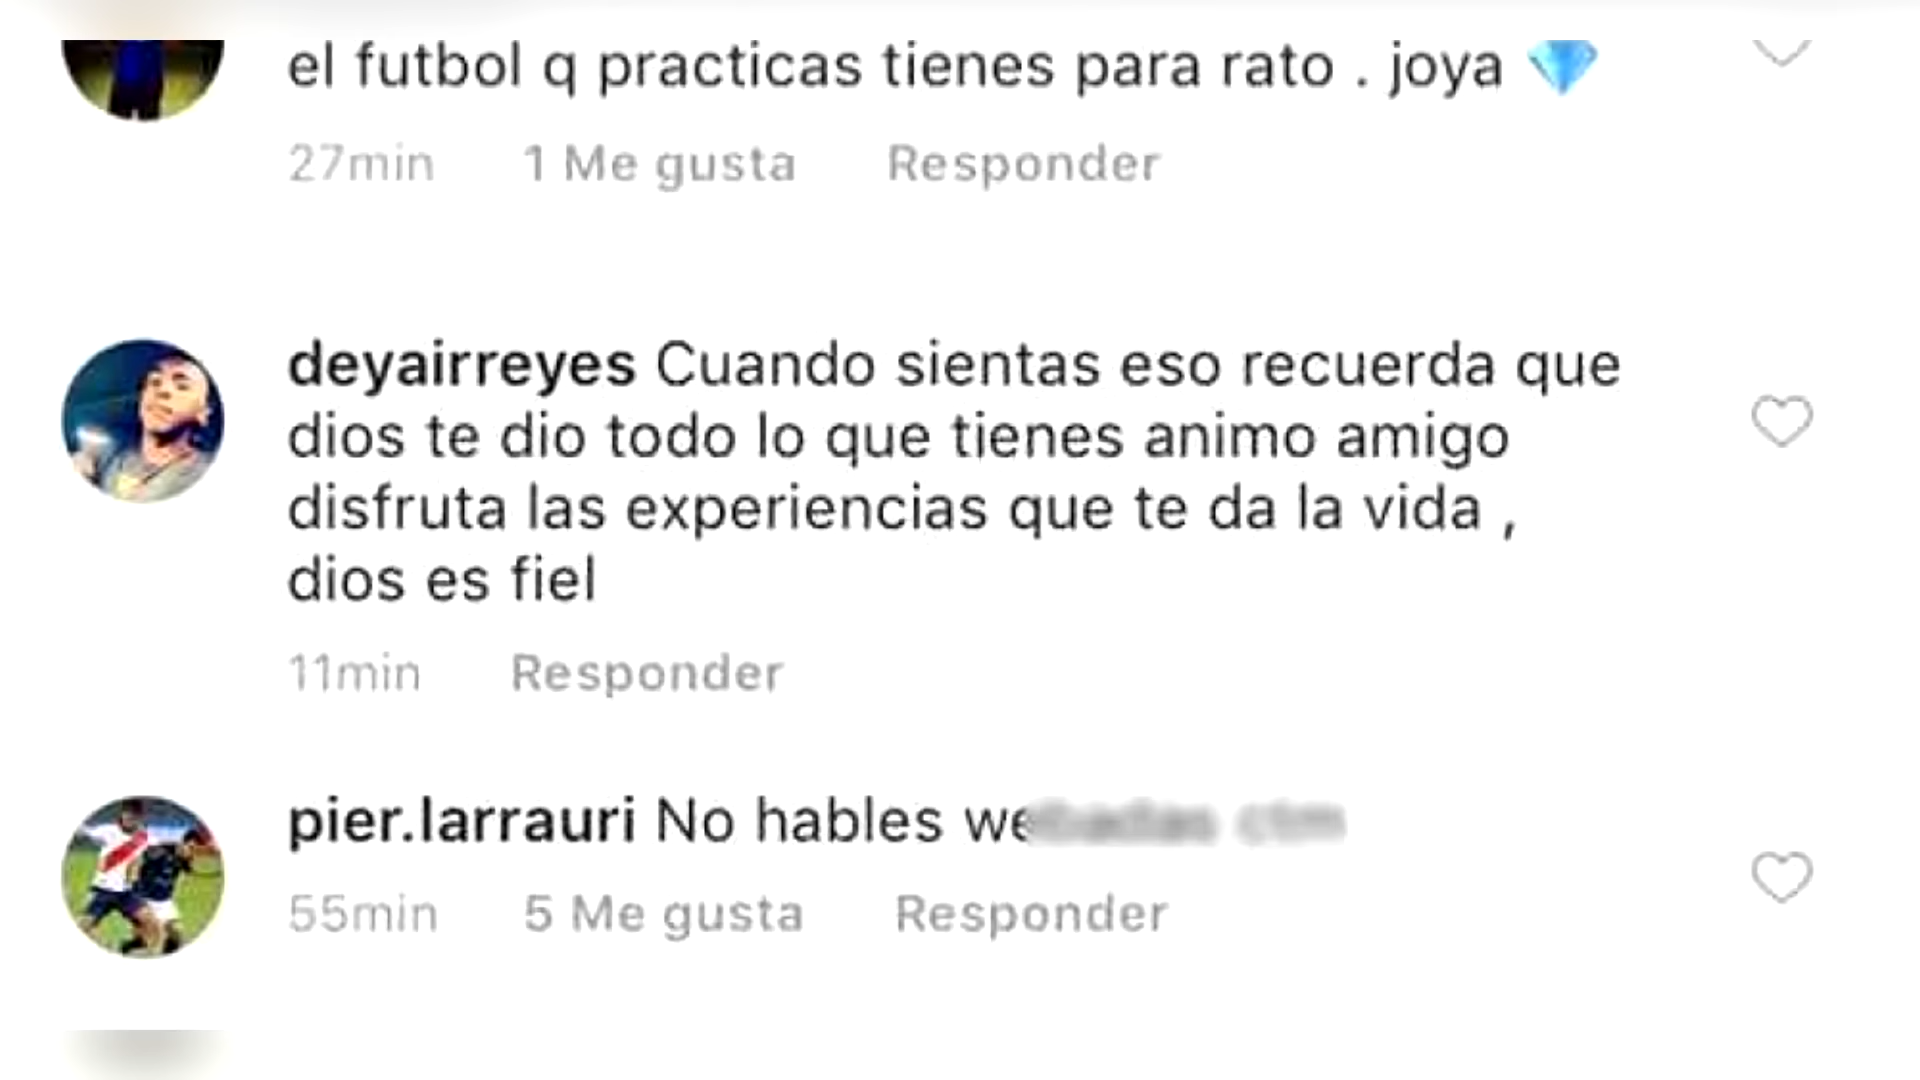 el futbol q practicas tienes para rato . joya 💎
27min 1 Me gusta Responder
deyairreyes Cuando sientas eso recuerda que
dios te dio todo lo que tienes animo amigo
disfruta las experiencias que te da la vida ,
dios es fiel
11min Responder
pier.larrauri No hables
55min 5 Me gusta Responder